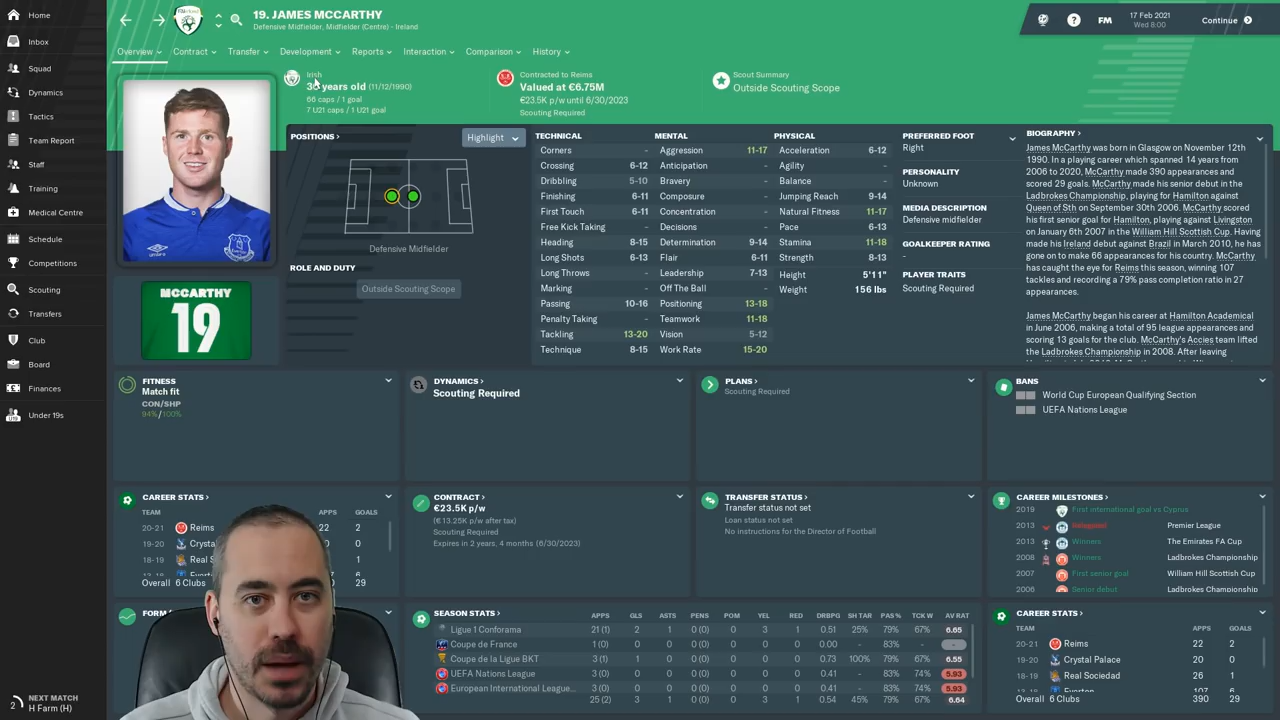 19. JAMES MCCARTHY
Defensive Midfielder, Midfielder (Centre) - Ireland
17 Feb 2021
Wed 8:00
FM
Continue
Home
Inbox
Squad
Dynamics
Tactics
Team Report
Staff
Training
Medical Centre
Schedule
Competitions
Scouting
Transfers
Club
Board
Finances
Under 19s
NEXT MATCH
H Farm (H)
Overview
Contract
Transfer
Development
Reports
Interaction
Comparison
History
Irish
years old (11/12/1990)
66 caps / 1 goal
7 U21 caps / 1 U21 goal
Contracted to Reims
Valued at €6.75M
€23.5K p/w until 6/30/2023
Scouting Required
Scout Summary
Outside Scouting Scope
MCCARTHY
19
POSITIONS
Highlight
Defensive Midfielder
ROLE AND DUTY
Outside Scouting Scope
TECHNICAL
Corners -
Crossing 6-12
Dribbling 5-10
Finishing 6-11
First Touch 6-11
Free Kick Taking -
Heading 8-15
Long Shots 6-13
Long Throws -
Marking -
Passing 10-16
Penalty Taking -
Tackling 13-20
Technique 8-15
MENTAL
Aggression 11-17
Anticipation -
Bravery -
Composure -
Concentration -
Decisions -
Determination 9-14
Flair 6-11
Leadership 7-13
Off The Ball -
Positioning 13-18
Teamwork 11-18
Vision 5-12
Work Rate 15-20
PHYSICAL
Acceleration 6-12
Agility -
Balance -
Jumping Reach 9-14
Natural Fitness 11-17
Pace 6-13
Stamina 11-18
Strength 8-13
Height 5'11"
Weight 156 lbs
PREFERRED FOOT
Right
PERSONALITY
Unknown
MEDIA DESCRIPTION
Defensive midfielder
GOALKEEPER RATING
-
PLAYER TRAITS
Scouting Required
BIOGRAPHY
James McCarthy was born in Glasgow on November 12th
1990. In a playing career which spanned 14 years from
2006 to 2020, McCarthy made 390 appearances and
scored 29 goals. McCarthy made his senior debut in the
Ladbrokes Championship, playing for Hamilton against
Queen of Sth on September 30th 2006. McCarthy scored
his first senior goal for Hamilton, playing against Livingston
on January 6th 2007 in the William Hill Scottish Cup. Having
made his Ireland debut against Brazil in March 2010, he has
gone on to make 66 appearances for his country. McCarthy
has caught the eye for Reims this season, winning 107
tackles and recording a 79% pass completion ratio in 27
appearances.
James McCarthy began his career at Hamilton Academical
in June 2006, making a total of 95 league appearances and
scoring 13 goals for the club. McCarthy's Accies team lifted
the Ladbrokes Championship in 2008. After leaving
FITNESS
Match fit
CON/SHP
94%/100%
DYNAMICS
Scouting Required
PLANS
Scouting Required
BANS
World Cup European Qualifying Section
UEFA Nations League
CAREER STATS
TEAM APPS GOALS
20-21 Reims 22 2
19-20 Crystal 0
18-19 Real S 1
Overall 6 Clubs 29
CONTRACT
€23.5K p/w
(€13.25K p/w after tax)
Scouting Required
Expires in 2 years, 4 months (6/30/2023)
TRANSFER STATUS
Transfer status not set
Loan status not set
No instructions for the Director of Football
CAREER MILESTONES
2019 First international goal vs Cyprus
2013 Relegated Premier League
2013 Winners The Emirates FA Cup
2008 Winners Ladbrokes Championship
2007 First senior goal William Hill Scottish Cup
2006 Senior debut Ladbrokes Championship
FORM
SEASON STATS
APPS GLS ASTS PENS POM YEL RED DRBPG SH TAR PAS % TCK W AV RAT
Ligue 1 Conforama 21 (1) 2 1 0 (0) 0 3 1 0.51 25% 79% 67% 6.65
Coupe de France 1 (0) 0 0 0 (0) 0 0 0 0.00 - 83% - -
Coupe de la Ligue BKT 3 (1) 1 0 0 (0) 0 0 0 0.73 100% 79% 67% 6.55
UEFA Nations League 3 (0) 0 0 0 (0) 0 0 0 0.41 - 83% 74% 5.93
European International League... 3 (0) 0 0 0 (0) 0 0 0 0.41 - 83% 74% 5.93
25 (2) 3 1 0 (0) 0 3 1 0.54 45% 79% 67% 6.64
CAREER STATS
TEAM APPS GOALS
20-21 Reims 22 2
19-20 Crystal Palace 20 0
18-19 Real Sociedad 26 1
Everton 107 6
Overall 6 Clubs 390 29